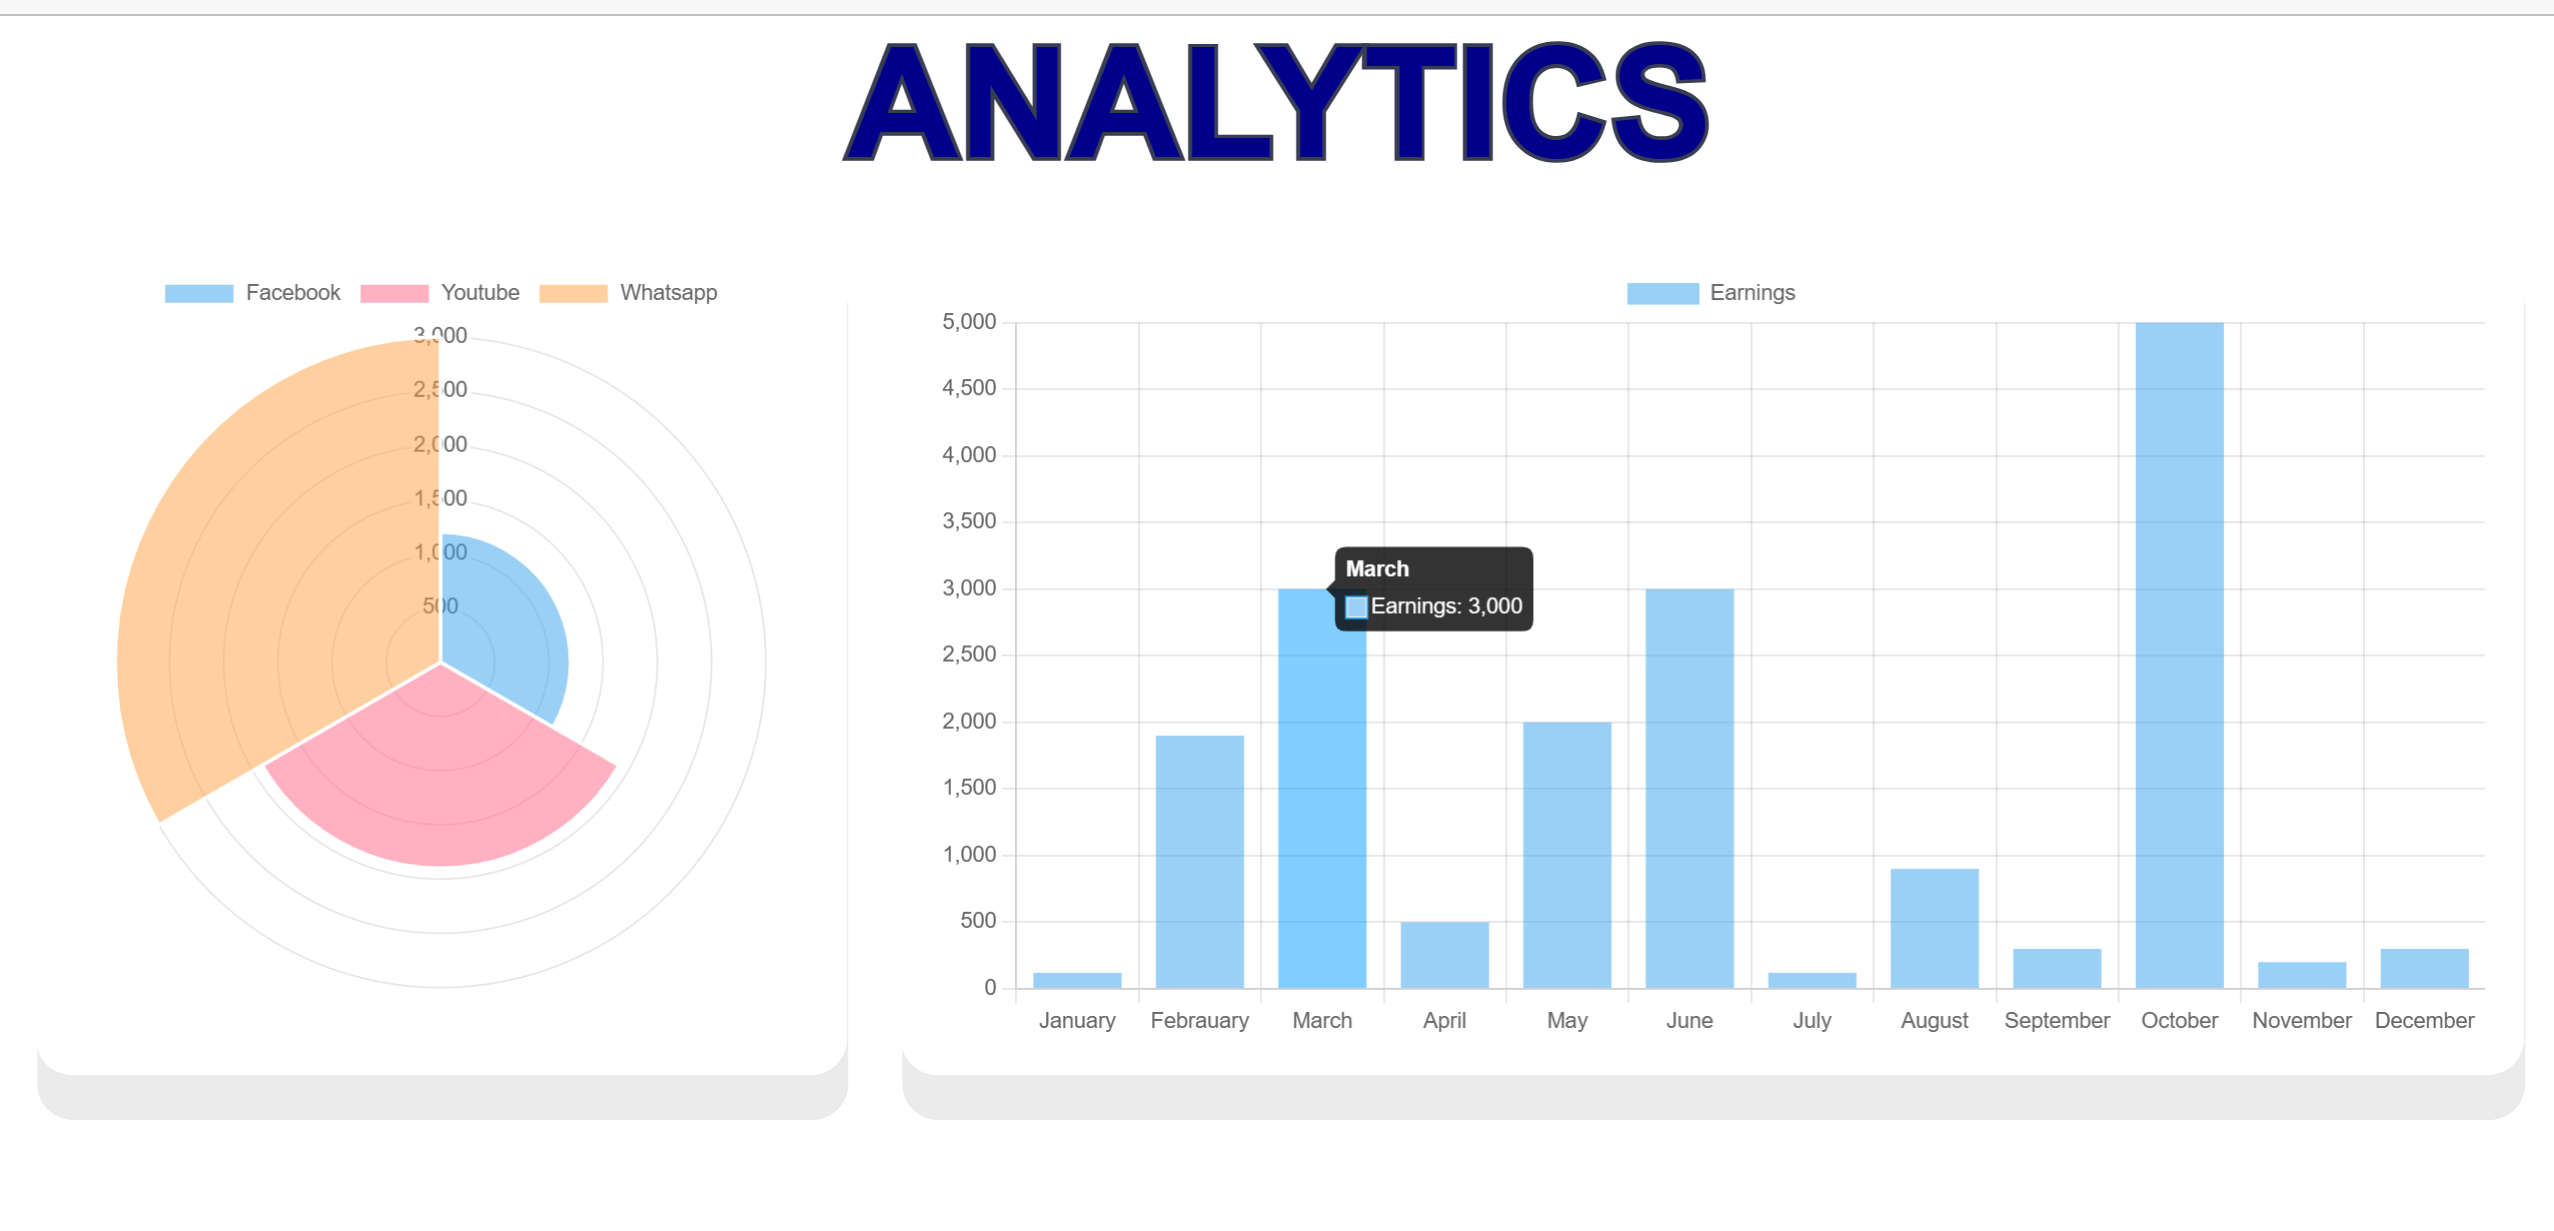 ANALYTICS
Facebook Youtube Whatsapp
3,000
2,500
2,000
1,500
1,000
500
Earnings
5,000
4,500
4,000
3,500
3,000
2,500
2,000
1,500
1,000
500
0
March
Earnings: 3,000
January Febrauary March April May June July August September October November December